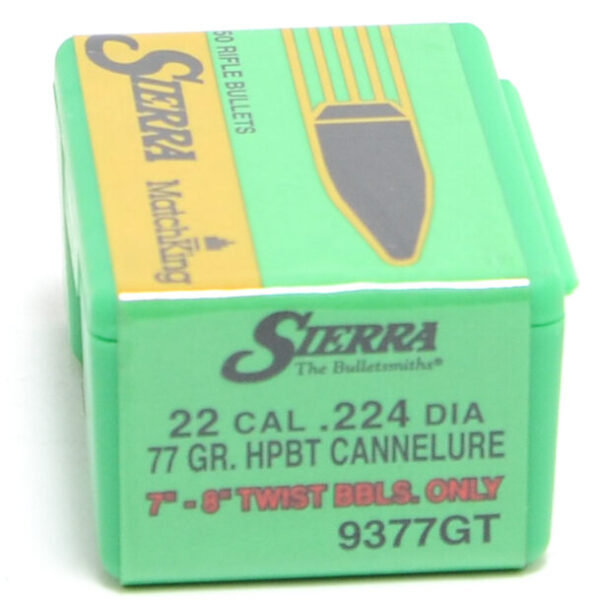 50 RIFLE BULLETS
SIERRA
MatchKing
SIERRA
The Bulletsmiths®
22 CAL .224 DIA
77 GR. HPBT CANNELURE
7" - 8" TWIST BBLS. ONLY
9377GT